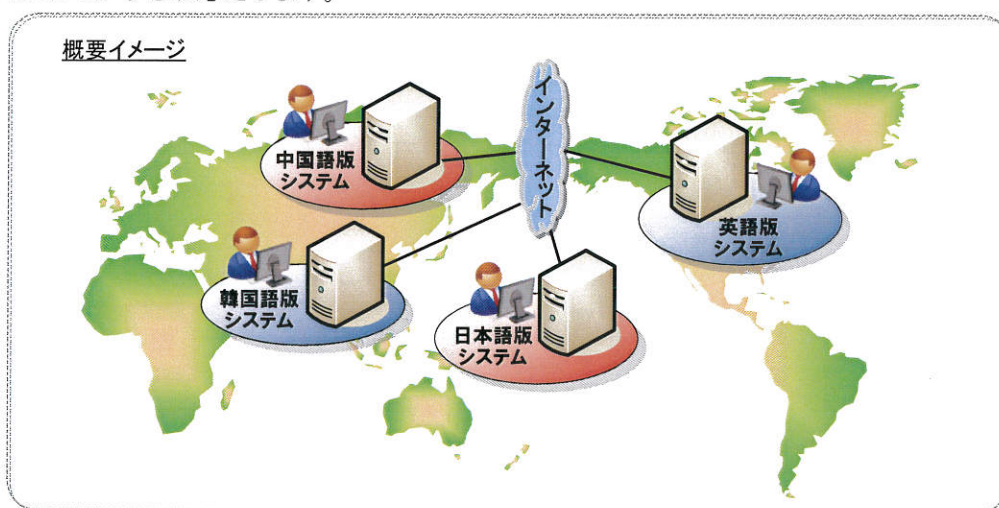 概要イメージ
インターネット
中国語版
システム
英語版
システム
韓国語版
システム
日本語版
システム